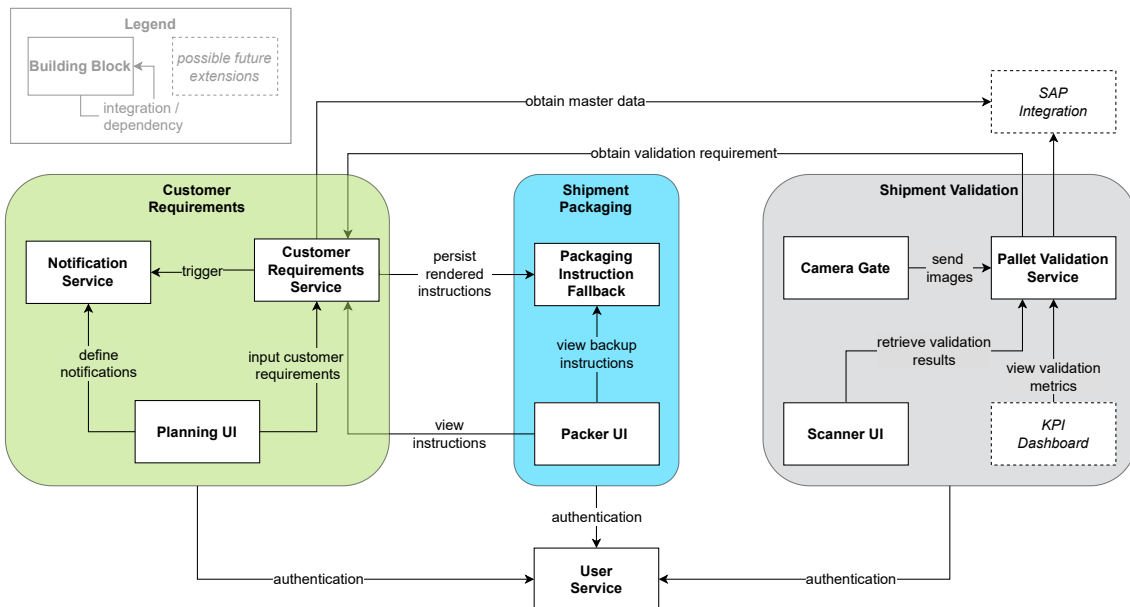 Legend
Building Block
possible future
extensions
integration /
dependency
obtain master data
SAP
Integration
obtain validation requirement
Customer
Requirements
Shipment
Packaging
Shipment Validation
Notification
Service
trigger
Customer
Requirements
Service
persist
rendered
instructions
Packaging
Instruction
Fallback
Camera Gate
send
images
Pallet Validation
Service
define
notifications
input customer
requirements
view backup
instructions
retrieve validation
results
view validation
metrics
Planning UI
view
instructions
Packer UI
Scanner UI
KPI
Dashboard
authentication
authentication
User
Service
authentication